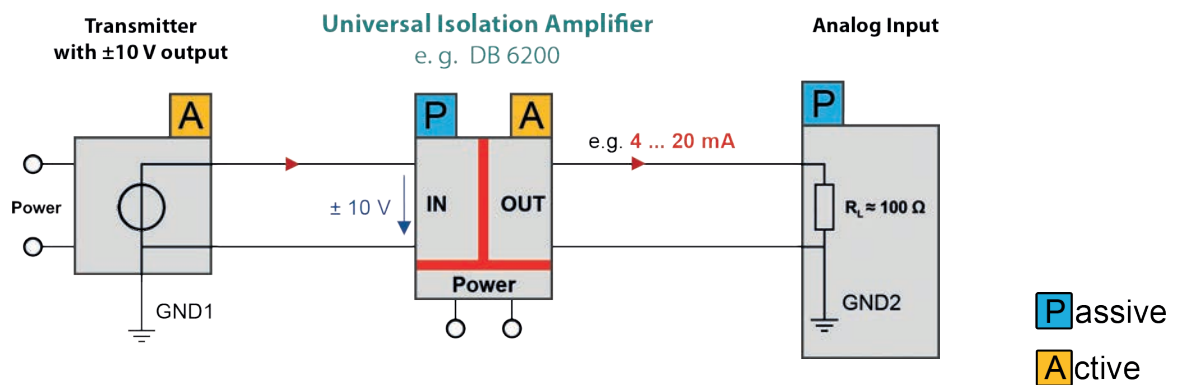 Transmitter
with ±10 V output
Universal Isolation Amplifier
e. g. DB 6200
Analog Input
A
P
A
P
e.g. 4 ... 20 mA
Power
± 10 V
IN
OUT
R_L ≈ 100 Ω
Power
GND1
GND2
Passive
Active